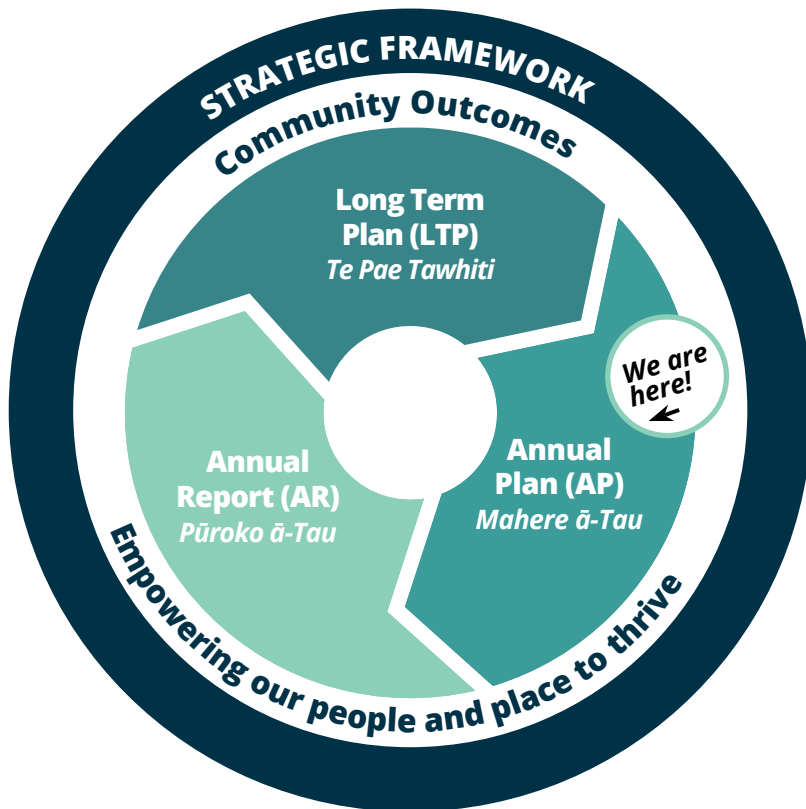 STRATEGIC FRAMEWORK
Community Outcomes
Long Term
Plan (LTP)
Te Pae Tawhiti
We are
here!
Annual
Plan (AP)
Mahere ā-Tau
Annual
Report (AR)
Pūroko ā-Tau
Empowering our people and place to thrive